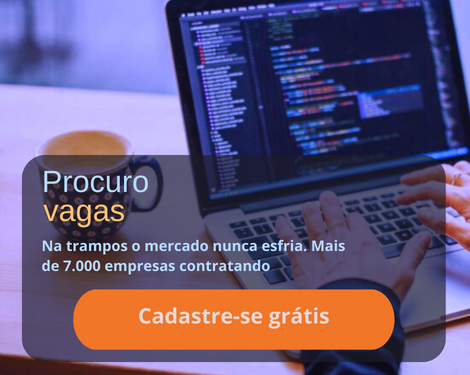 Procuro
vagas
Na trampos o mercado nunca esfria. Mais
de 7.000 empresas contratando
Cadastre-se grátis